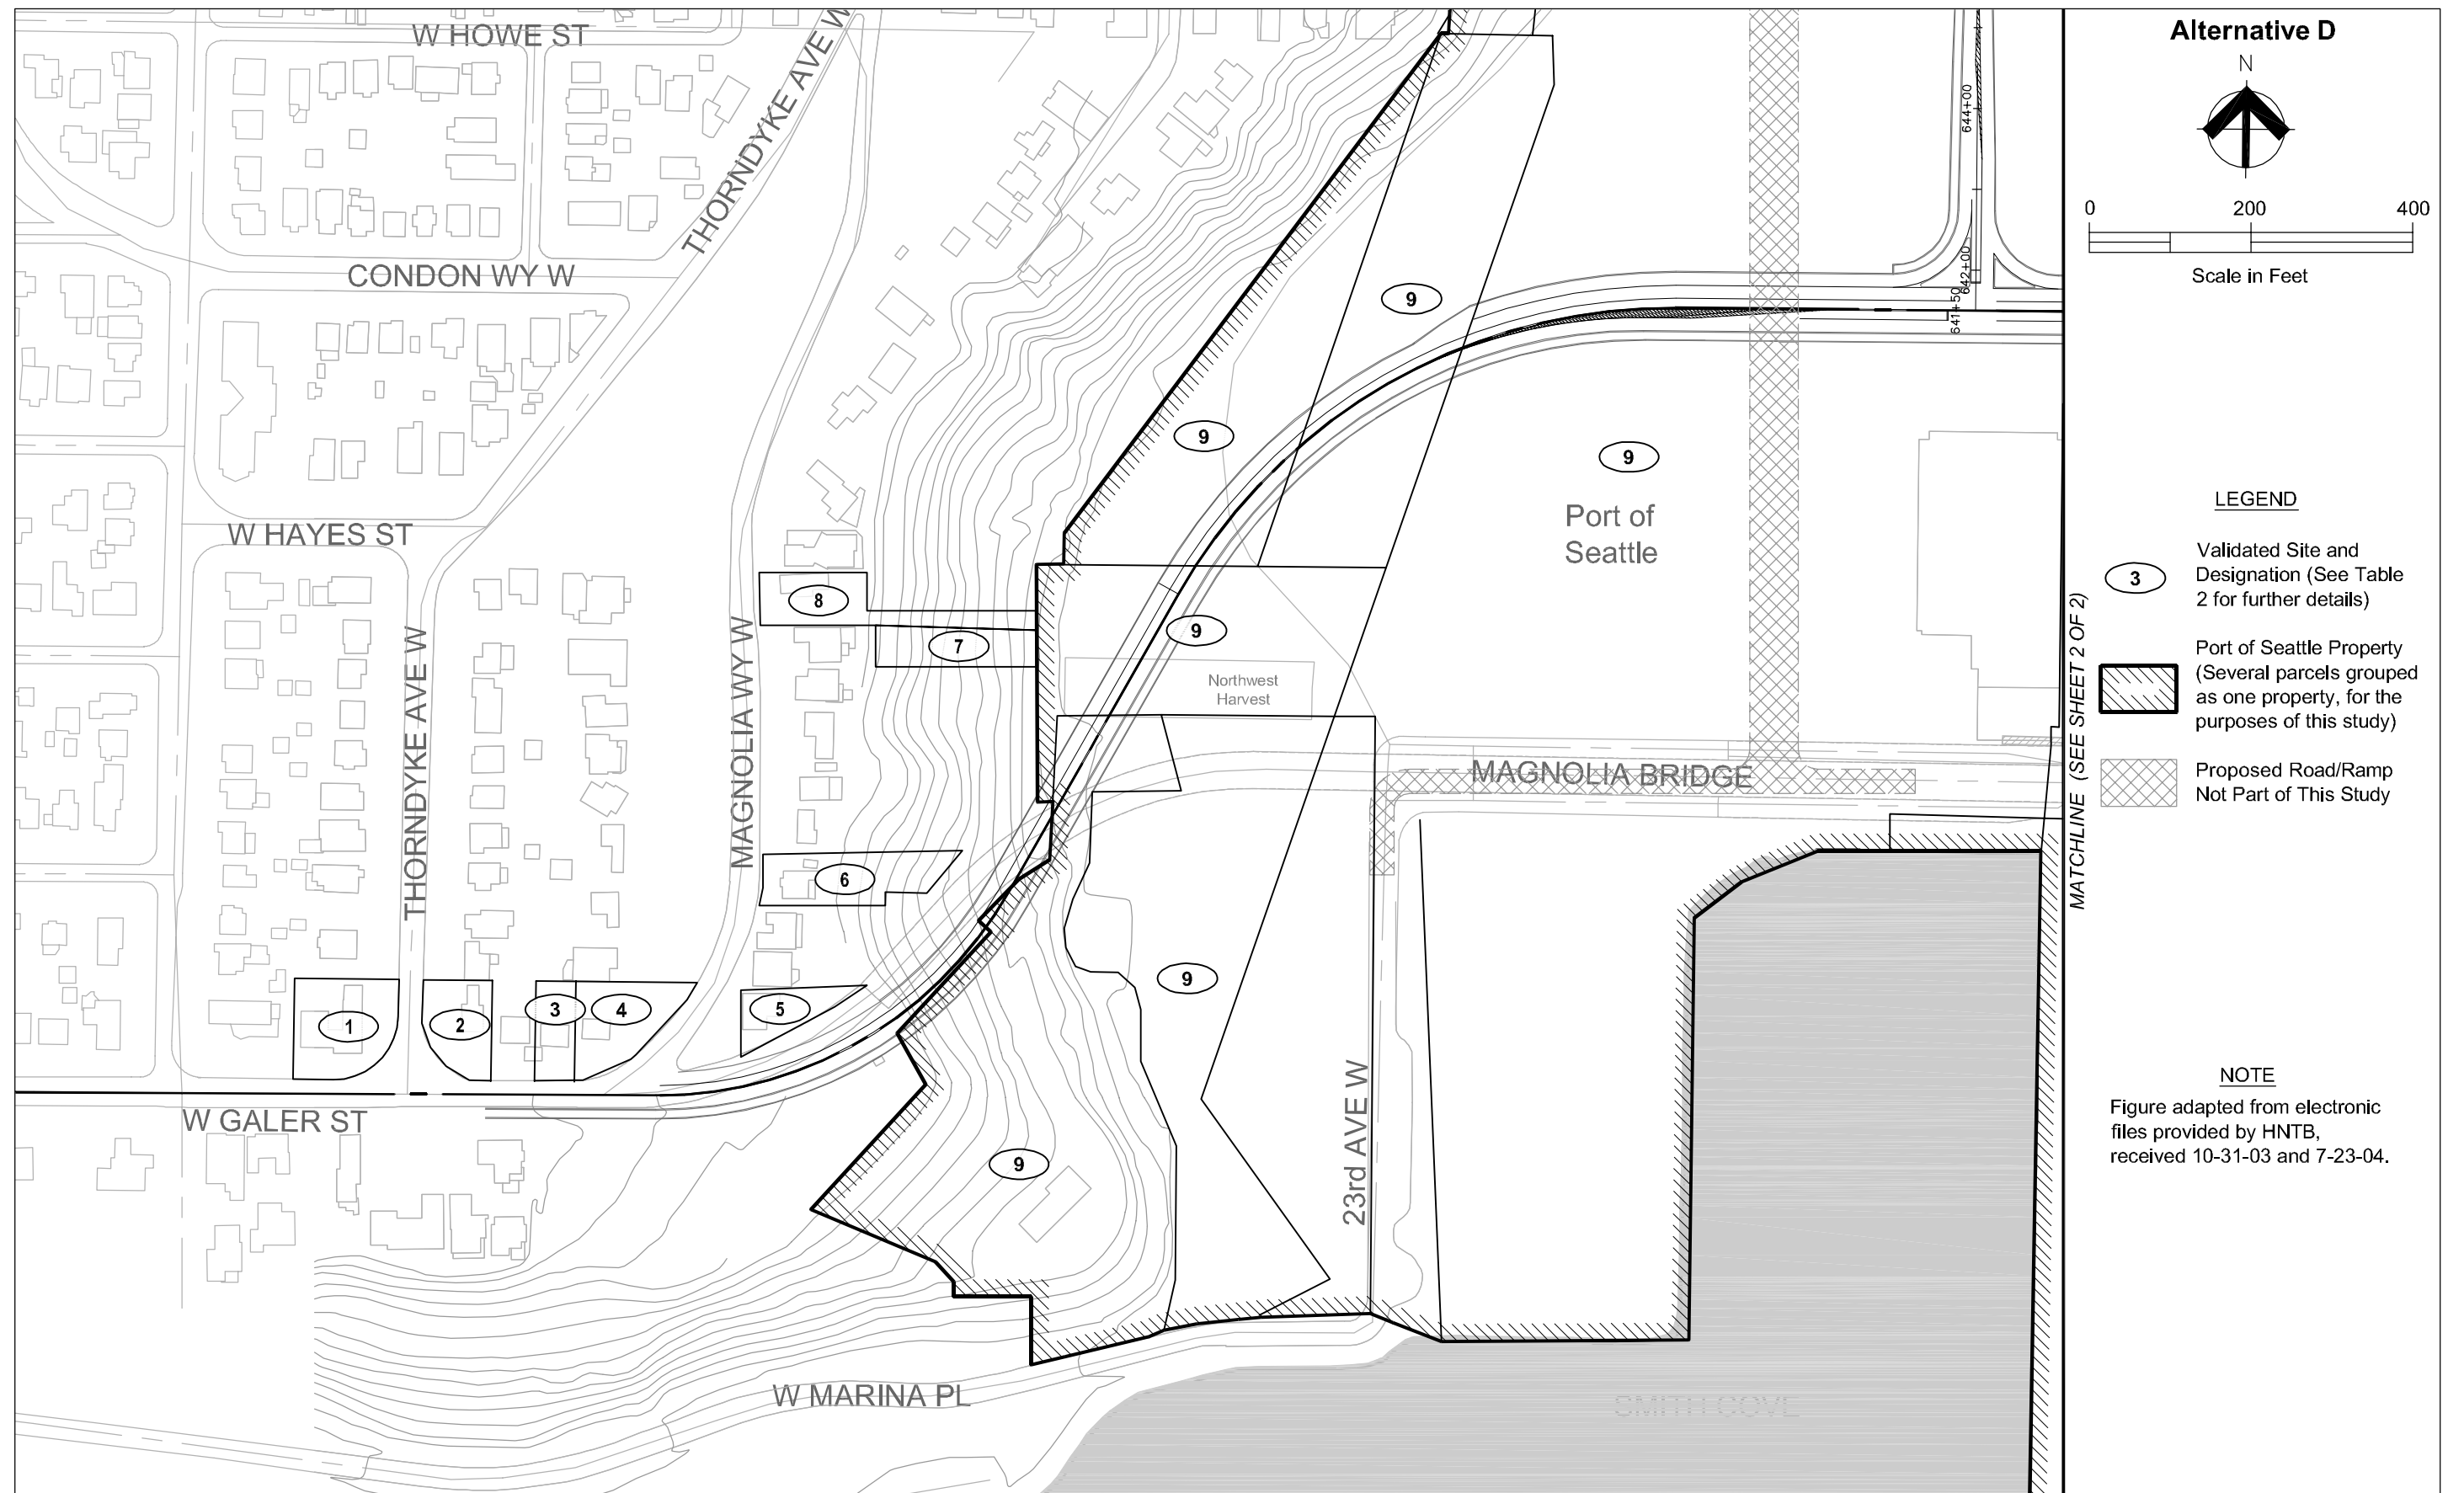 W HOWE ST
THORNDYKE AVE W
CONDON WY W
W HAYES ST
THORNDYKE AVE W
MAGNOLIA WY W
W GALER ST
W MARINA PL
23rd AVE W
MAGNOLIA BRIDGE
Port of
Seattle
Northwest
Harvest
SMITH COVE
644+00
642+00
641+50
9
9
9
9
8
7
6
9
5
3
4
1
2
9
MATCHLINE (SEE SHEET 2 OF 2)
Alternative D
N
0 200 400
Scale in Feet
LEGEND
3
Validated Site and
Designation (See Table
2 for further details)
Port of Seattle Property
(Several parcels grouped
as one property, for the
purposes of this study)
Proposed Road/Ramp
Not Part of This Study
NOTE
Figure adapted from electronic
files provided by HNTB,
received 10-31-03 and 7-23-04.